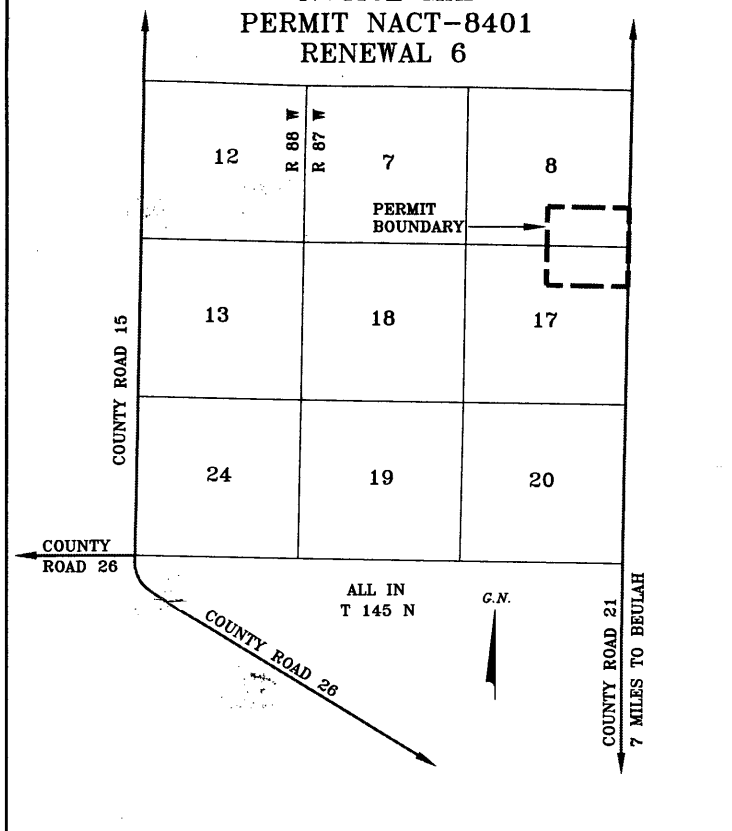 PERMIT NACT-8401
RENEWAL 6
R 88 W
R 87 W
12
7
8
PERMIT
BOUNDARY
13
18
17
COUNTY ROAD 15
24
19
20
COUNTY
ROAD 26
ALL IN
T 145 N
G.N.
COUNTY ROAD 26
COUNTY ROAD 21
7 MILES TO BEULAH